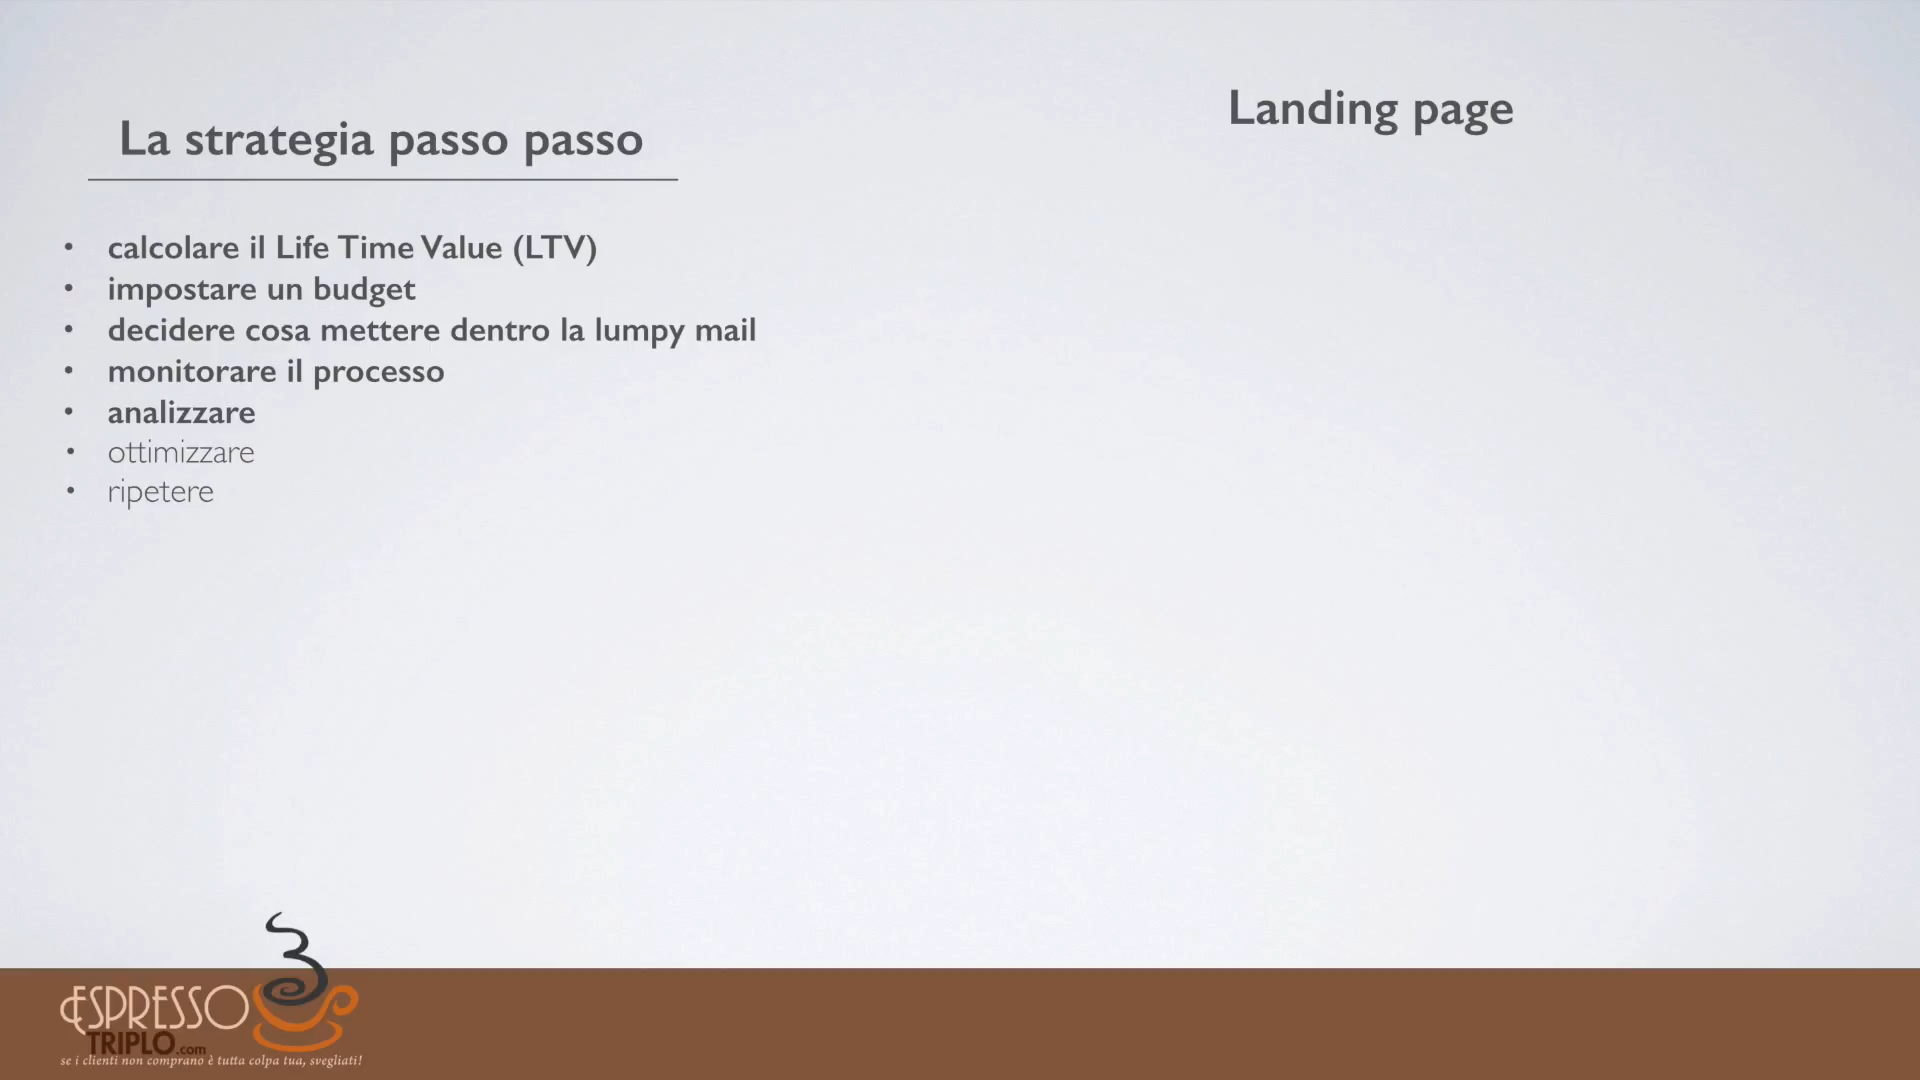 La strategia passo passo
• calcolare il Life Time Value (LTV)
• impostare un budget
• decidere cosa mettere dentro la lumpy mail
• monitorare il processo
• analizzare
• ottimizzare
• ripetere
Landing page
ESPRESSO
TRIPLO.com
se i clienti non comprano è tutta colpa tua, svegliati!